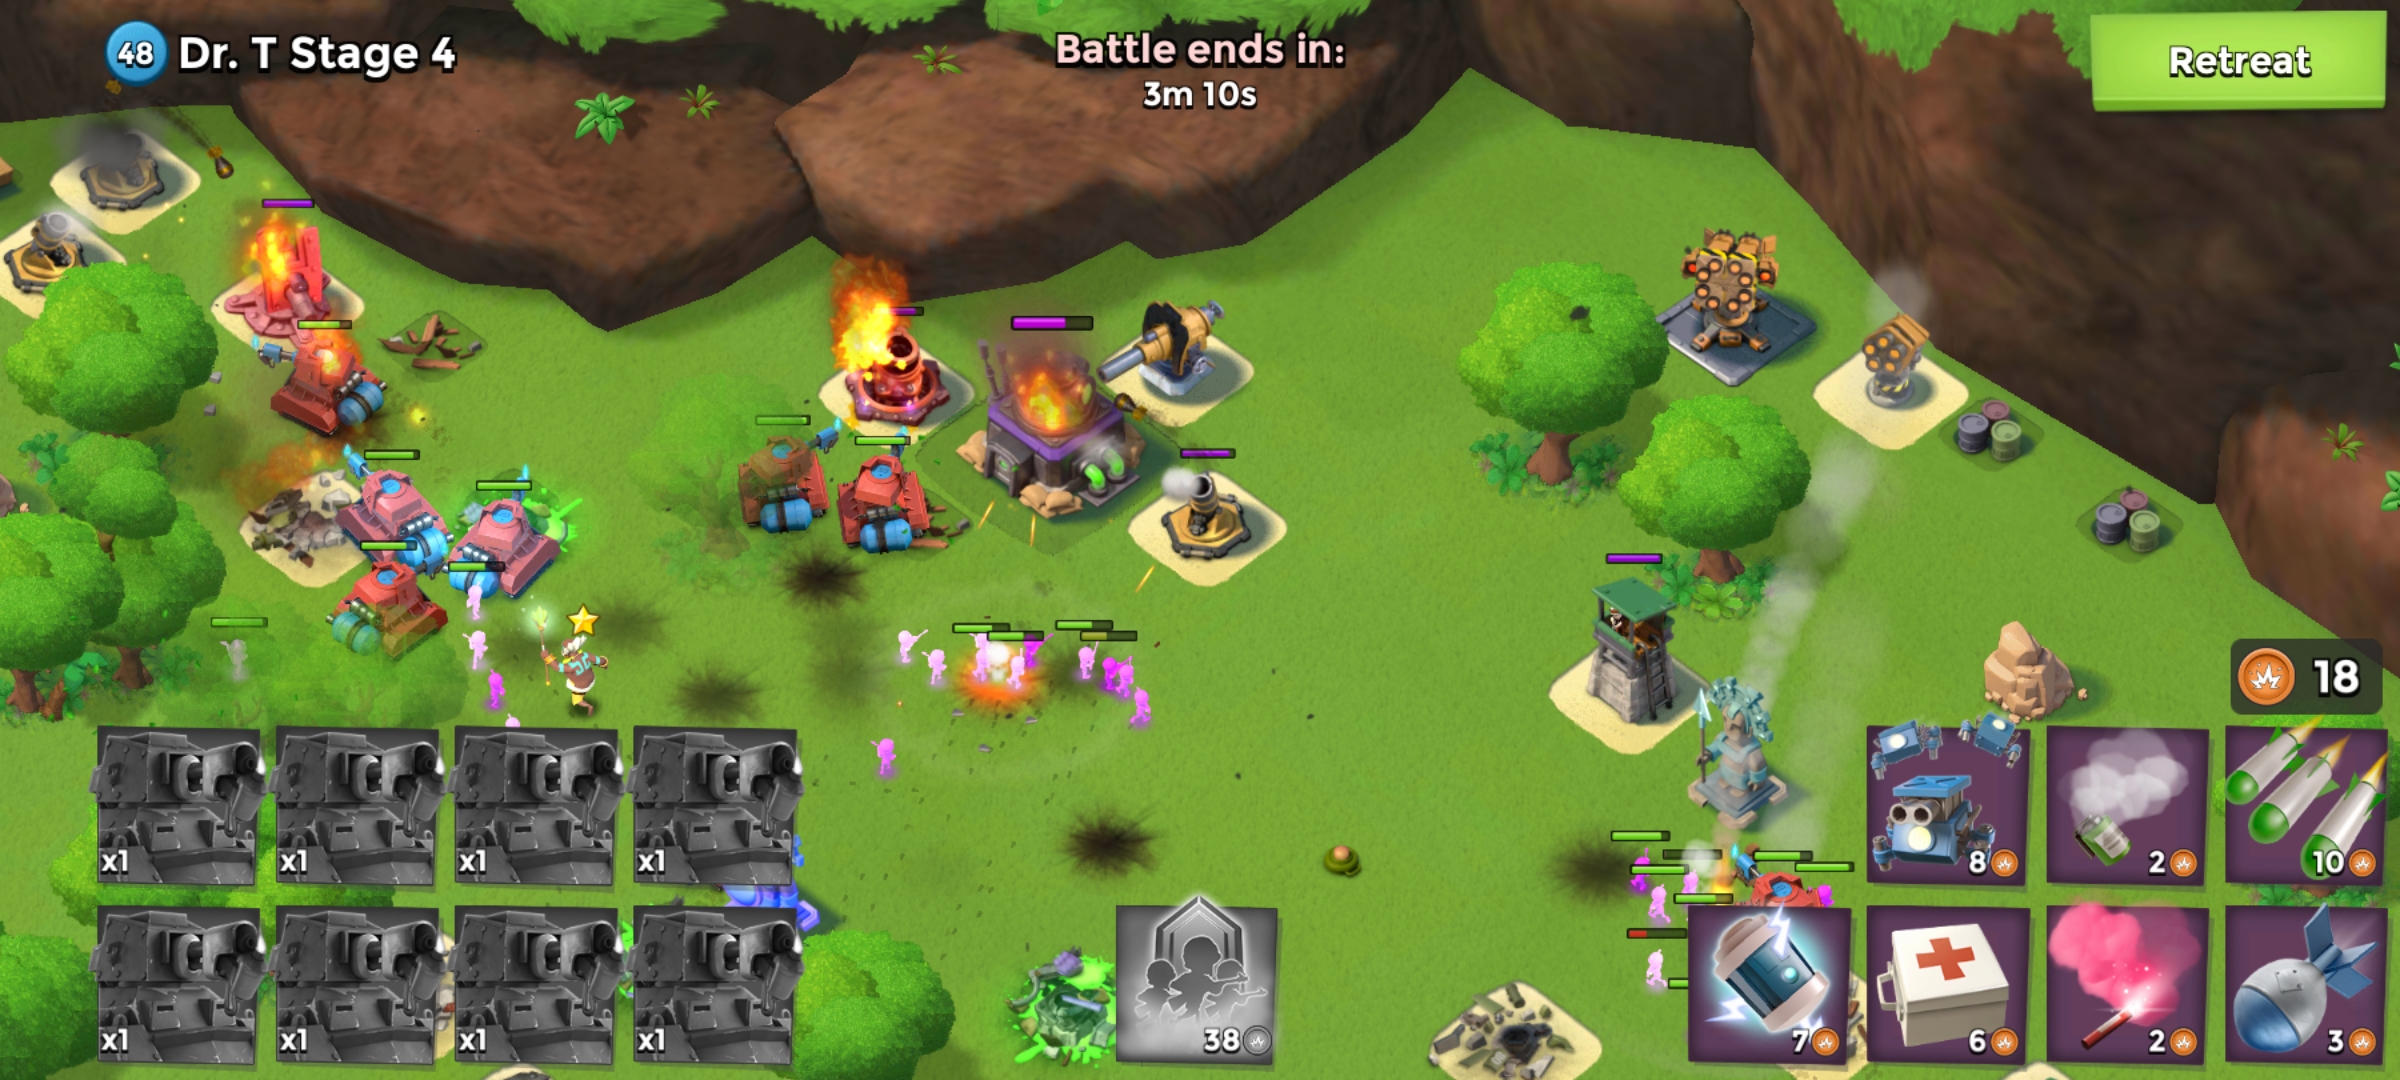 48 Dr. T Stage 4
Battle ends in:
3m 10s
Retreat
18
x1
x1
x1
x1
8
2
10
x1
x1
x1
x1
38
7
6
2
3